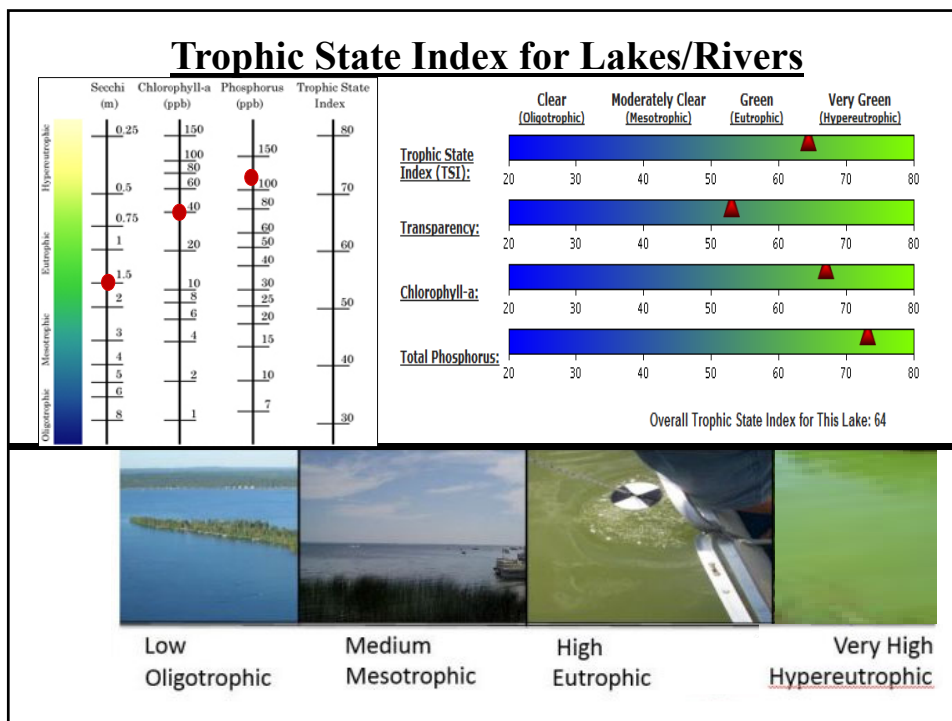 Trophic State Index for Lakes/Rivers
Secchi
(m)
Chlorophyll-a
(ppb)
Phosphorus
(ppb)
Trophic State
Index
Hypereutrophic
Eutrophic
Mesotrophic
Oligotrophic
0.25
0.5
0.75
1
1.5
2
3
4
5
6
8
150
100
80
60
40
20
10
8
6
4
2
1
150
100
80
60
50
40
30
25
20
15
10
7
80
70
60
50
40
30
Clear
(Oligotrophic)
Moderately Clear
(Mesotrophic)
Green
(Eutrophic)
Very Green
(Hypereutrophic)
Trophic State
Index (TSI):
20 30 40 50 60 70 80
Transparency:
20 30 40 50 60 70 80
Chlorophyll-a:
20 30 40 50 60 70 80
Total Phosphorus:
20 30 40 50 60 70 80
Overall Trophic State Index for This Lake: 64
Low
Oligotrophic
Medium
Mesotrophic
High
Eutrophic
Very High
Hypereutrophic